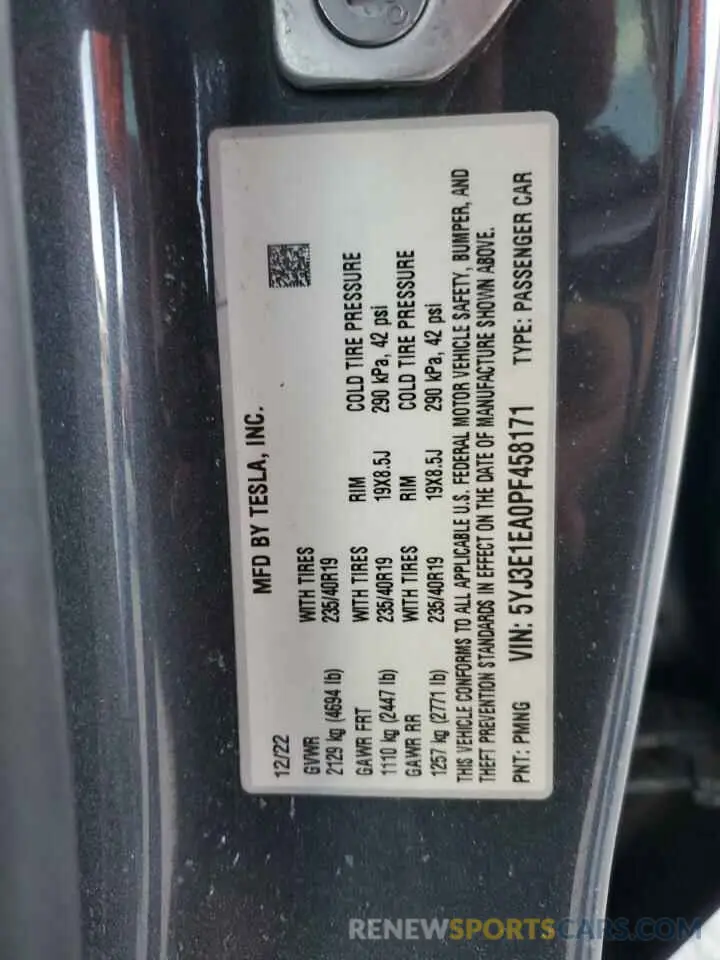 MFD BY TESLA, INC.
12/22
GVWR WITH TIRES
2129 kg (4694 lb) 235/40R19
GAWR FRT WITH TIRES RIM COLD TIRE PRESSURE
1110 kg (2447 lb) 235/40R19 19X8.5J 290 kPa, 42 psi
GAWR RR WITH TIRES RIM COLD TIRE PRESSURE
1257 kg (2771 lb) 235/40R19 19X8.5J 290 kPa, 42 psi
THIS VEHICLE CONFORMS TO ALL APPLICABLE U.S. FEDERAL MOTOR VEHICLE SAFETY, BUMPER, AND
THEFT PREVENTION STANDARDS IN EFFECT ON THE DATE OF MANUFACTURE SHOWN ABOVE.
PNT: PMNG VIN: 5YJ3E1EA0PF458171 TYPE: PASSENGER CAR
RENEWSPORTSCARS.COM